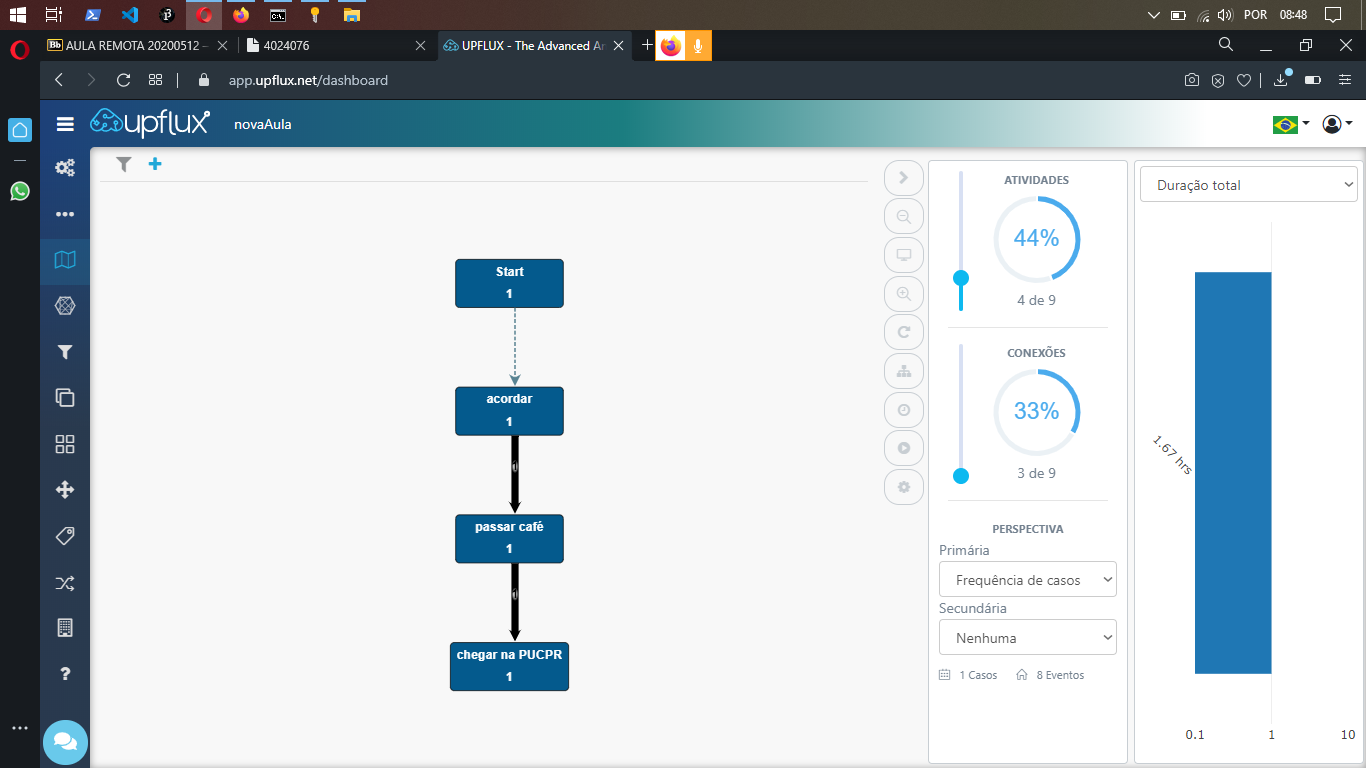 POR 08:48
AULA REMOTA 20200512 –
4024076
UPFLUX - The Advanced An
app.upflux.net/dashboard
upflux
novaAula
Start
1
acordar
1
passar café
1
chegar na PUCPR
1
ATIVIDADES
44%
4 de 9
CONEXÕES
33%
3 de 9
PERSPECTIVA
Primária
Frequência de casos
Secundária
Nenhuma
1 Casos 8 Eventos
Duração total
1.67 hrs
0.1 1 10